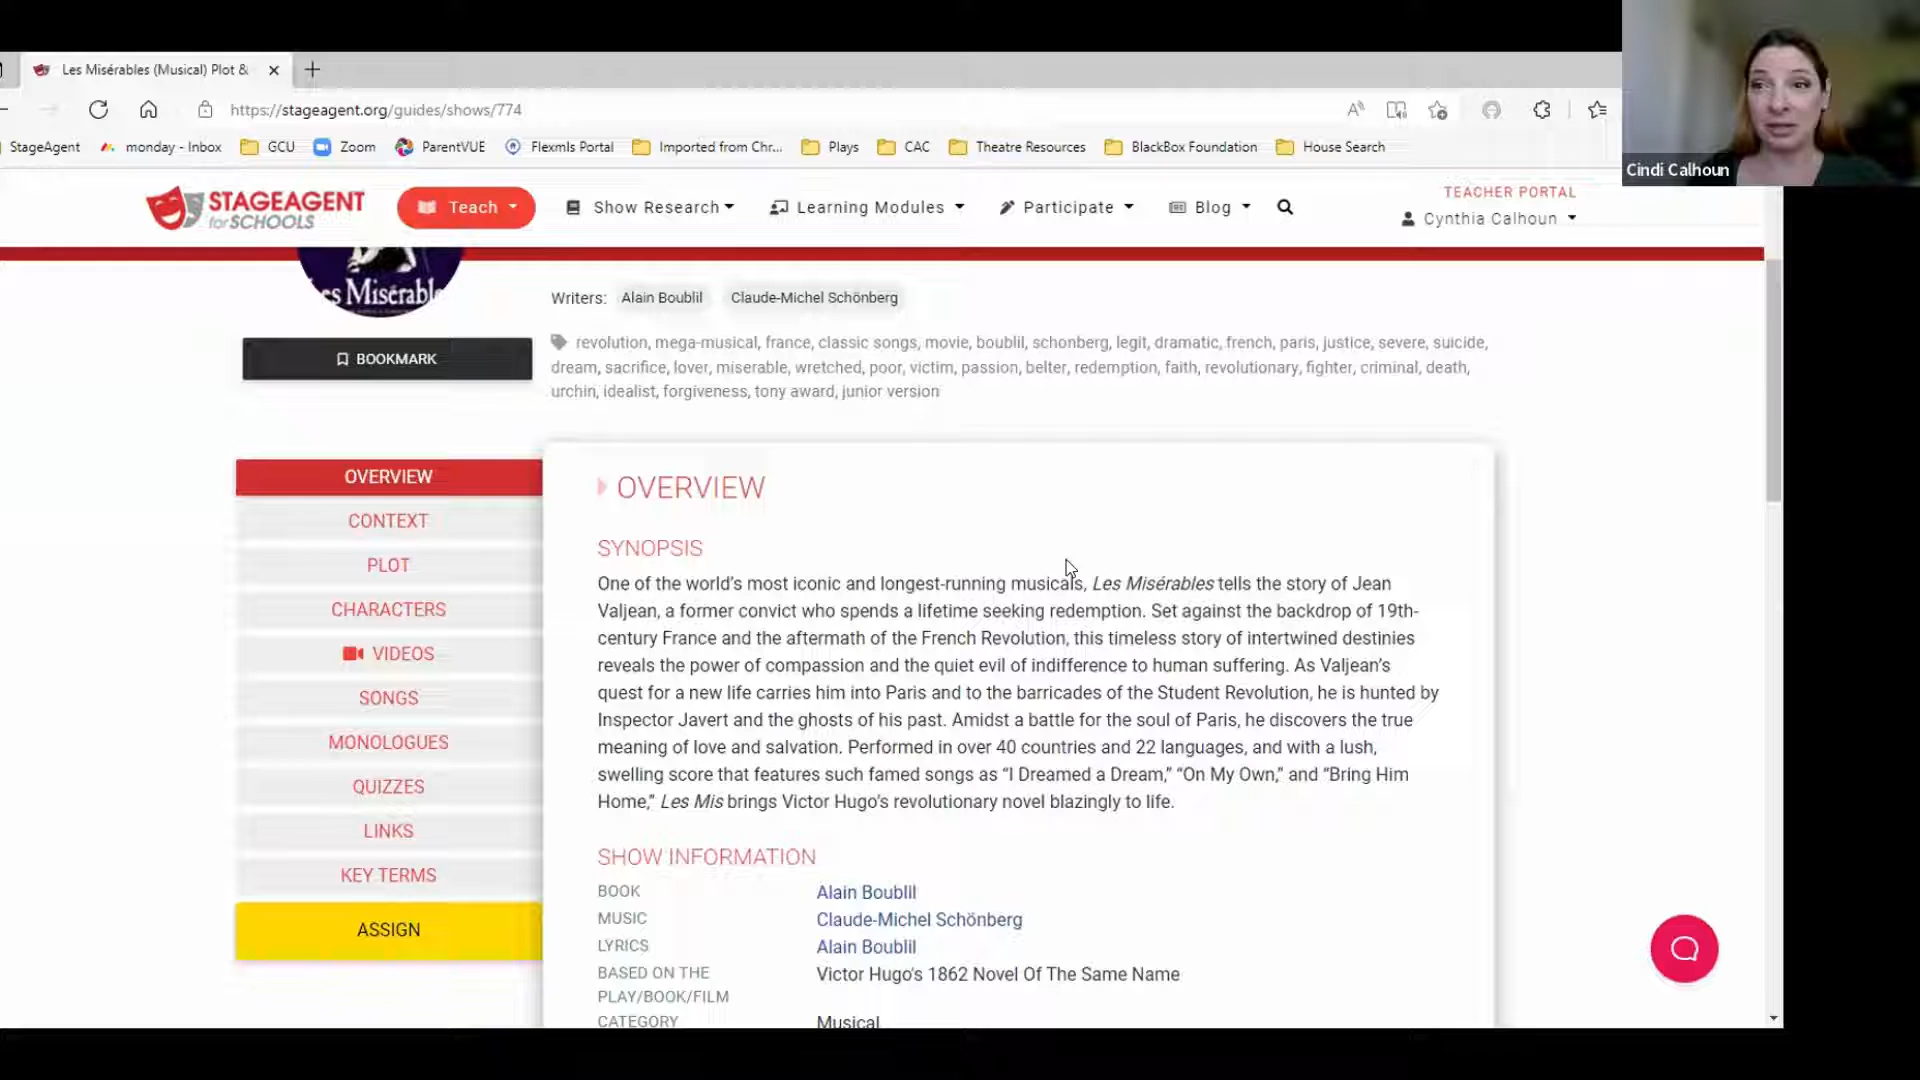 Les Misérables (Musical) Plot &
https://stageagent.org/guides/shows/774
StageAgent
monday - Inbox
GCU
Zoom
ParentVUE
Flexmls Portal
Imported from Chr...
Plays
CAC
Theatre Resources
BlackBox Foundation
House Search
Cindi Calhoun
STAGEAGENT
for SCHOOLS
Teach
Show Research
Learning Modules
Participate
Blog
TEACHER PORTAL
Cynthia Calhoun
es Misérabl
Writers: Alain Boublil Claude-Michel Schönberg
BOOKMARK
revolution, mega-musical, france, classic songs, movie, boublil, schonberg, legit, dramatic, french, paris, justice, severe, suicide,
dream, sacrifice, lover, miserable, wretched, poor, victim, passion, belter, redemption, faith, revolutionary, fighter, criminal, death,
urchin, idealist, forgiveness, tony award, junior version
OVERVIEW
CONTEXT
PLOT
CHARACTERS
VIDEOS
SONGS
MONOLOGUES
QUIZZES
LINKS
KEY TERMS
ASSIGN
OVERVIEW
SYNOPSIS
One of the world's most iconic and longest-running musicals, Les Misérables tells the story of Jean
Valjean, a former convict who spends a lifetime seeking redemption. Set against the backdrop of 19th-
century France and the aftermath of the French Revolution, this timeless story of intertwined destinies
reveals the power of compassion and the quiet evil of indifference to human suffering. As Valjean's
quest for a new life carries him into Paris and to the barricades of the Student Revolution, he is hunted by
Inspector Javert and the ghosts of his past. Amidst a battle for the soul of Paris, he discovers the true
meaning of love and salvation. Performed in over 40 countries and 22 languages, and with a lush,
swelling score that features such famed songs as “I Dreamed a Dream,” “On My Own,” and “Bring Him
Home,” Les Mis brings Victor Hugo's revolutionary novel blazingly to life.
SHOW INFORMATION
BOOK Alain Boublil
MUSIC Claude-Michel Schönberg
LYRICS Alain Boublil
BASED ON THE Victor Hugo's 1862 Novel Of The Same Name
PLAY/BOOK/FILM
CATEGORY Musical